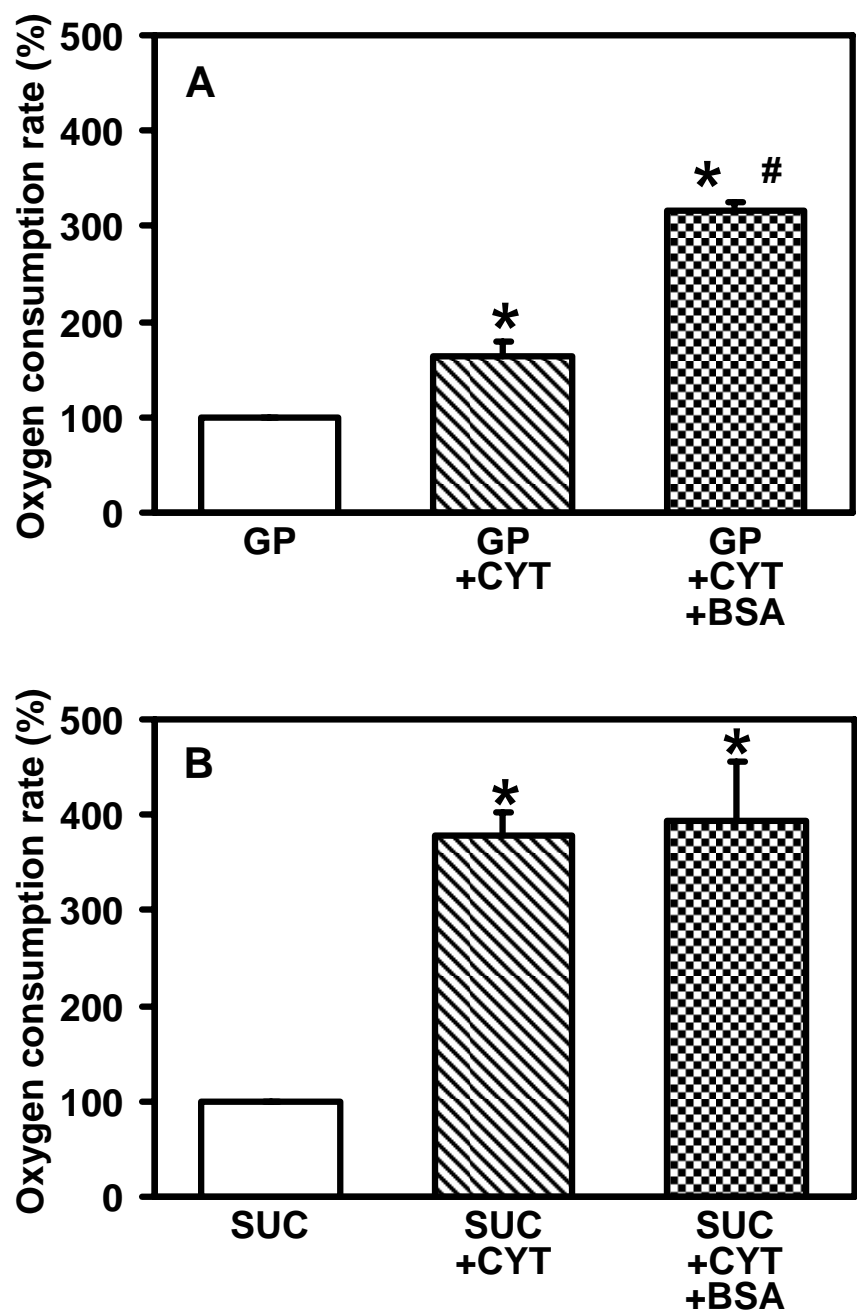 Oxygen consumption rate (%)
500
400
300
200
100
0
A
*
* #
GP
GP
+CYT
GP
+CYT
+BSA
Oxygen consumption rate (%)
500
400
300
200
100
0
B
*
*
SUC
SUC
+CYT
SUC
+CYT
+BSA